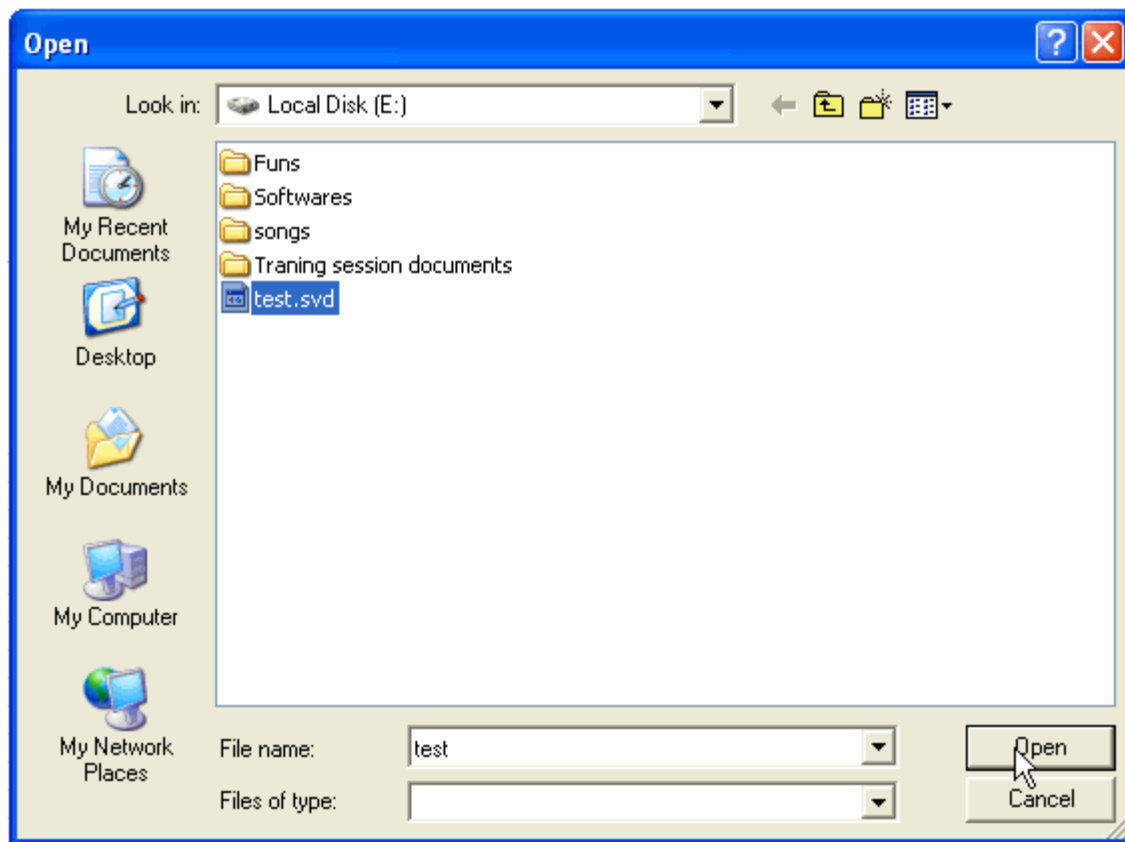 Open
Look in:
Local Disk (E:)
My Recent
Documents
Desktop
My Documents
My Computer
My Network
Places
Funs
Softwares
songs
Traning session documents
test.svd
File name:
test
Open
Files of type:
Cancel